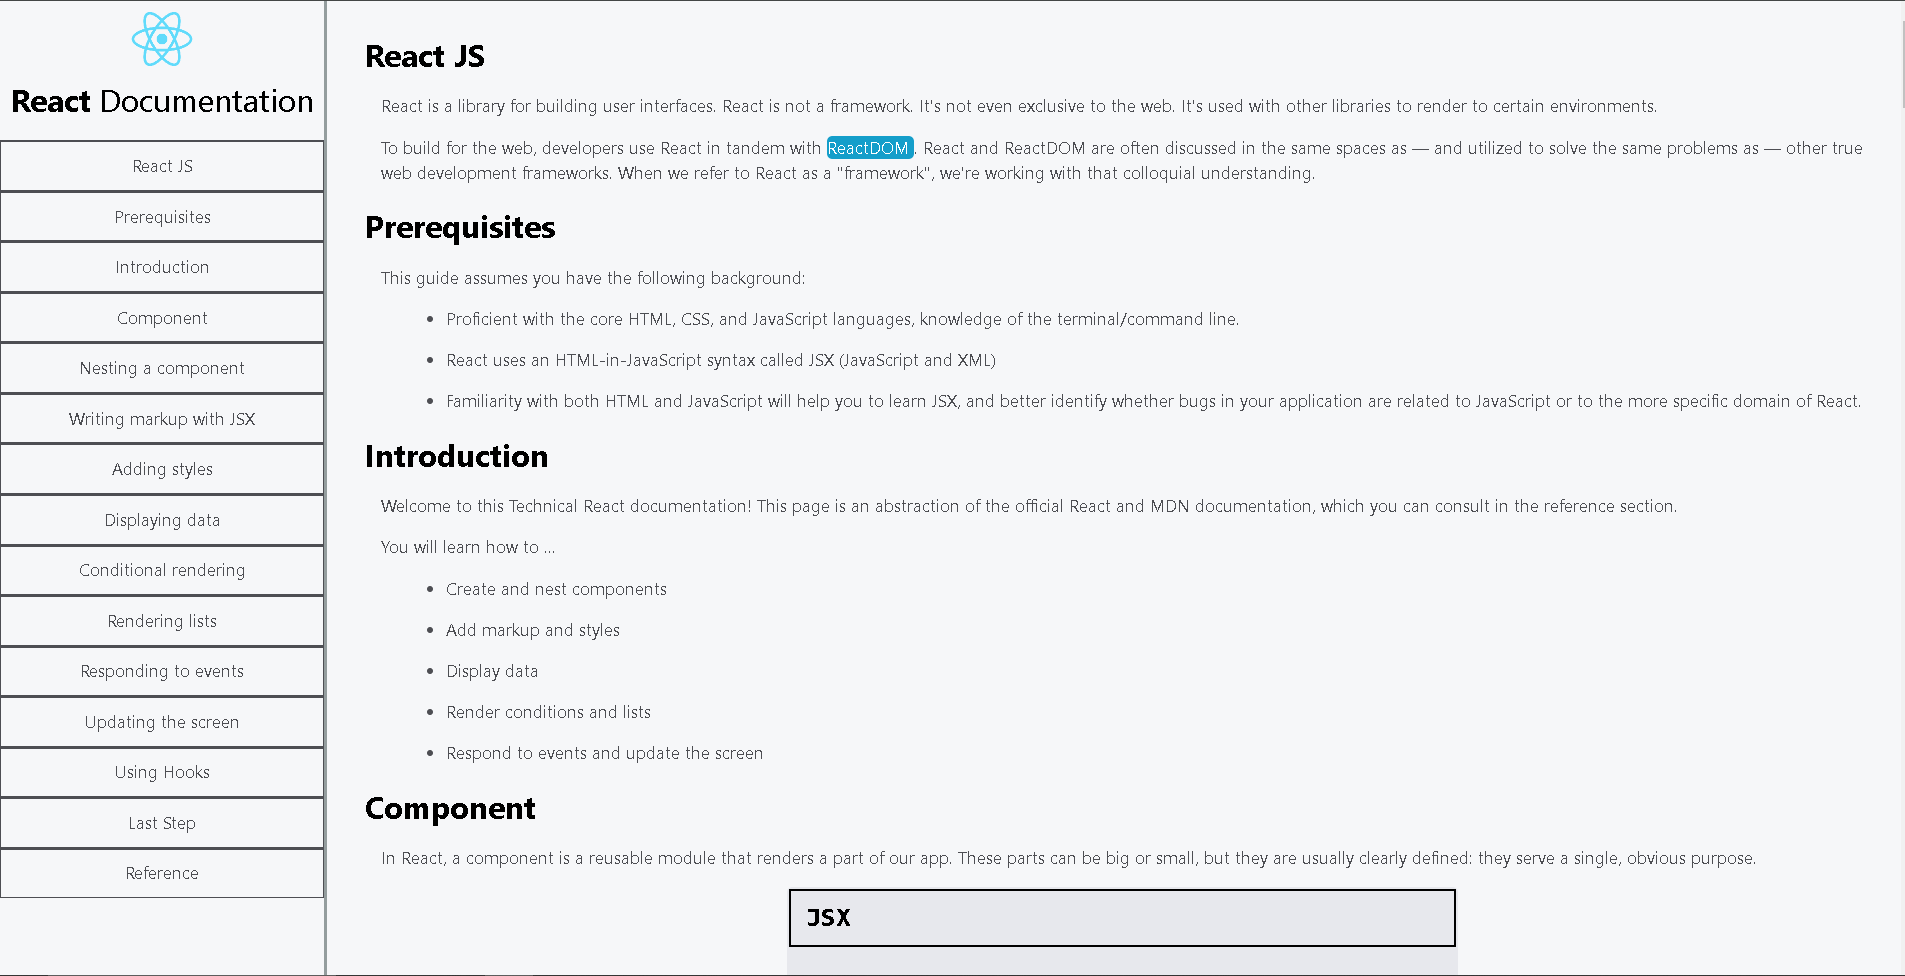 React Documentation
React JS
Prerequisites
Introduction
Component
Nesting a component
Writing markup with JSX
Adding styles
Displaying data
Conditional rendering
Rendering lists
Responding to events
Updating the screen
Using Hooks
Last Step
Reference
React JS
React is a library for building user interfaces. React is not a framework. It's not even exclusive to the web. It's used with other libraries to render to certain environments.
To build for the web, developers use React in tandem with ReactDOM. React and ReactDOM are often discussed in the same spaces as — and utilized to solve the same problems as — other true
web development frameworks. When we refer to React as a "framework", we're working with that colloquial understanding.
Prerequisites
This guide assumes you have the following background:
• Proficient with the core HTML, CSS, and JavaScript languages, knowledge of the terminal/command line.
• React uses an HTML-in-JavaScript syntax called JSX (JavaScript and XML)
• Familiarity with both HTML and JavaScript will help you to learn JSX, and better identify whether bugs in your application are related to JavaScript or to the more specific domain of React.
Introduction
Welcome to this Technical React documentation! This page is an abstraction of the official React and MDN documentation, which you can consult in the reference section.
You will learn how to ...
• Create and nest components
• Add markup and styles
• Display data
• Render conditions and lists
• Respond to events and update the screen
Component
In React, a component is a reusable module that renders a part of our app. These parts can be big or small, but they are usually clearly defined: they serve a single, obvious purpose.
JSX